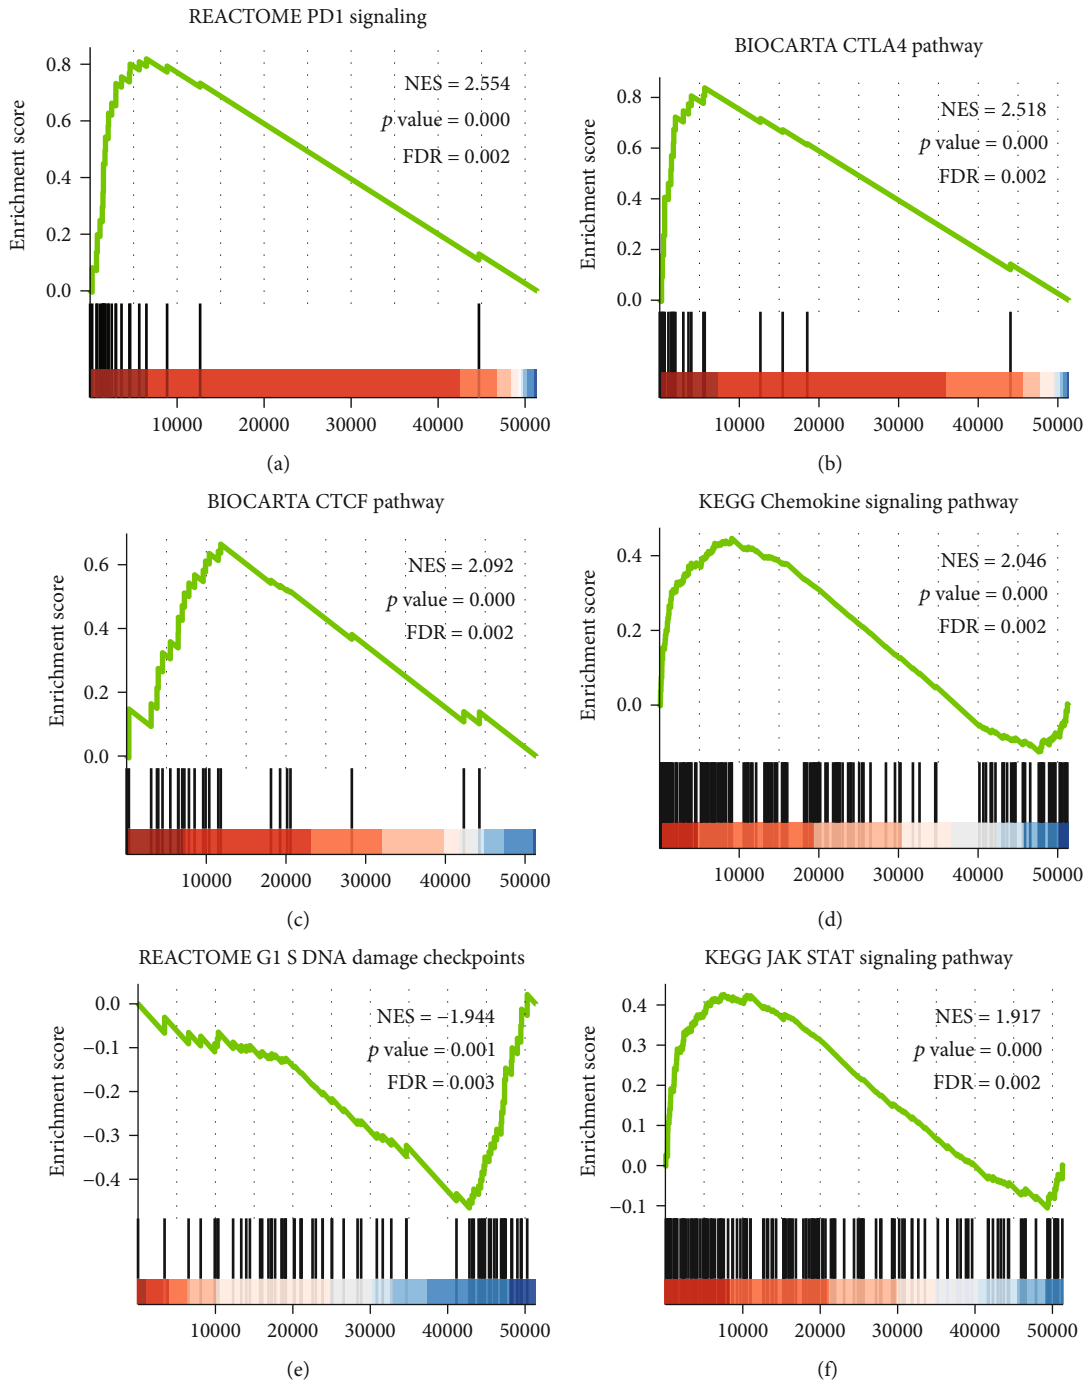 REACTOME PD1 signaling
Enrichment score
0.8
0.6
0.4
0.2
0.0
NES = 2.554
p value = 0.000
FDR = 0.002
10000 20000 30000 40000 50000
(a)
BIOCARTA CTLA4 pathway
Enrichment score
0.8
0.6
0.4
0.2
0.0
NES = 2.518
p value = 0.000
FDR = 0.002
10000 20000 30000 40000 50000
(b)
BIOCARTA CTCF pathway
Enrichment score
0.6
0.4
0.2
0.0
NES = 2.092
p value = 0.000
FDR = 0.002
10000 20000 30000 40000 50000
(c)
KEGG Chemokine signaling pathway
Enrichment score
0.4
0.2
0.0
NES = 2.046
p value = 0.000
FDR = 0.002
10000 20000 30000 40000 50000
(d)
REACTOME G1 S DNA damage checkpoints
Enrichment score
0.0
−0.1
−0.2
−0.3
−0.4
NES = −1.944
p value = 0.001
FDR = 0.003
10000 20000 30000 40000 50000
(e)
KEGG JAK STAT signaling pathway
Enrichment score
0.4
0.3
0.2
0.1
0.0
−0.1
NES = 1.917
p value = 0.000
FDR = 0.002
10000 20000 30000 40000 50000
(f)